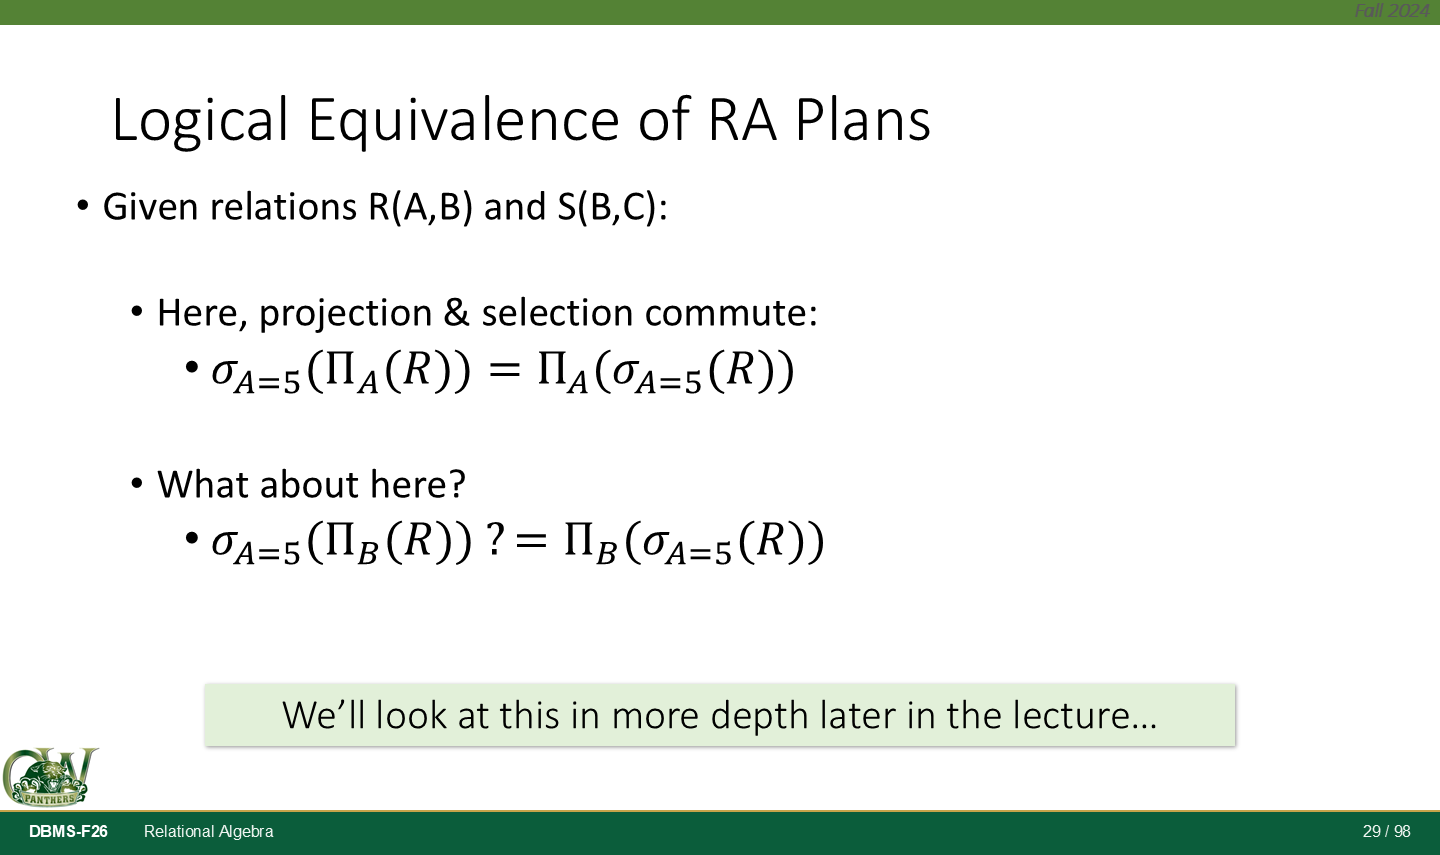 Fall 2024
Logical Equivalence of RA Plans
• Given relations R(A,B) and S(B,C):
• Here, projection & selection commute:
• σ_{A=5}(Π_A(R)) = Π_A(σ_{A=5}(R))
• What about here?
• σ_{A=5}(Π_B(R)) ?= Π_B(σ_{A=5}(R))
We’ll look at this in more depth later in the lecture…
OW
PANTHERS
DBMS-F26 Relational Algebra 29 / 98